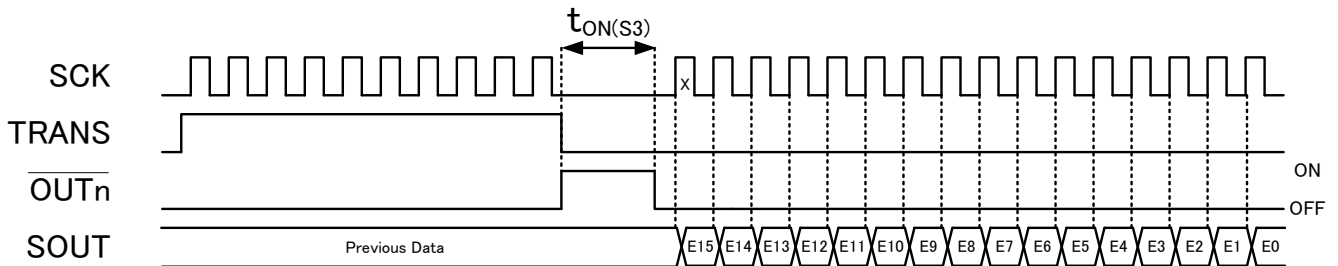 tON(S3)
SCK
X
TRANS
OUTn
ON
OFF
SOUT
Previous Data
E15 E14 E13 E12 E11 E10 E9 E8 E7 E6 E5 E4 E3 E2 E1 E0